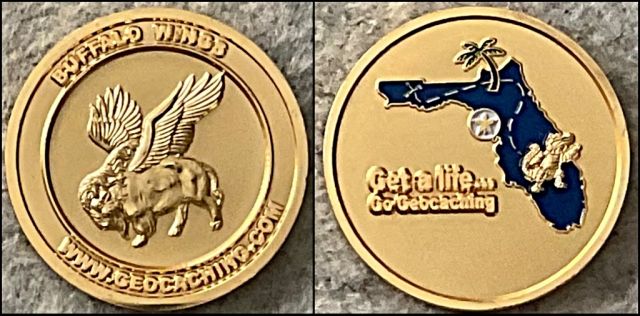 BUFFALO WINGS
WWW.GEOCACHING.COM
Get a life...
Go Geocaching